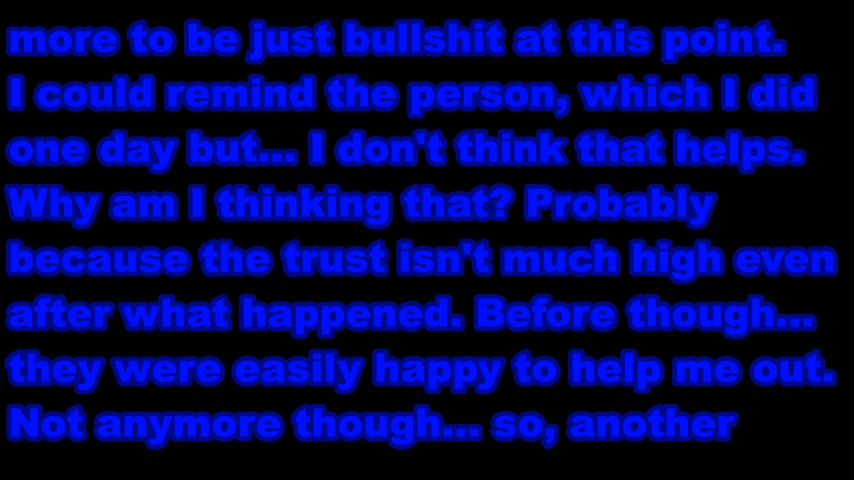 more to be just bullshit at this point.
I could remind the person, which I did
one day but... I don't think that helps.
Why am I thinking that? Probably
because the trust isn't much high even
after what happened. Before though...
they were easily happy to help me out.
Not anymore though... so, another